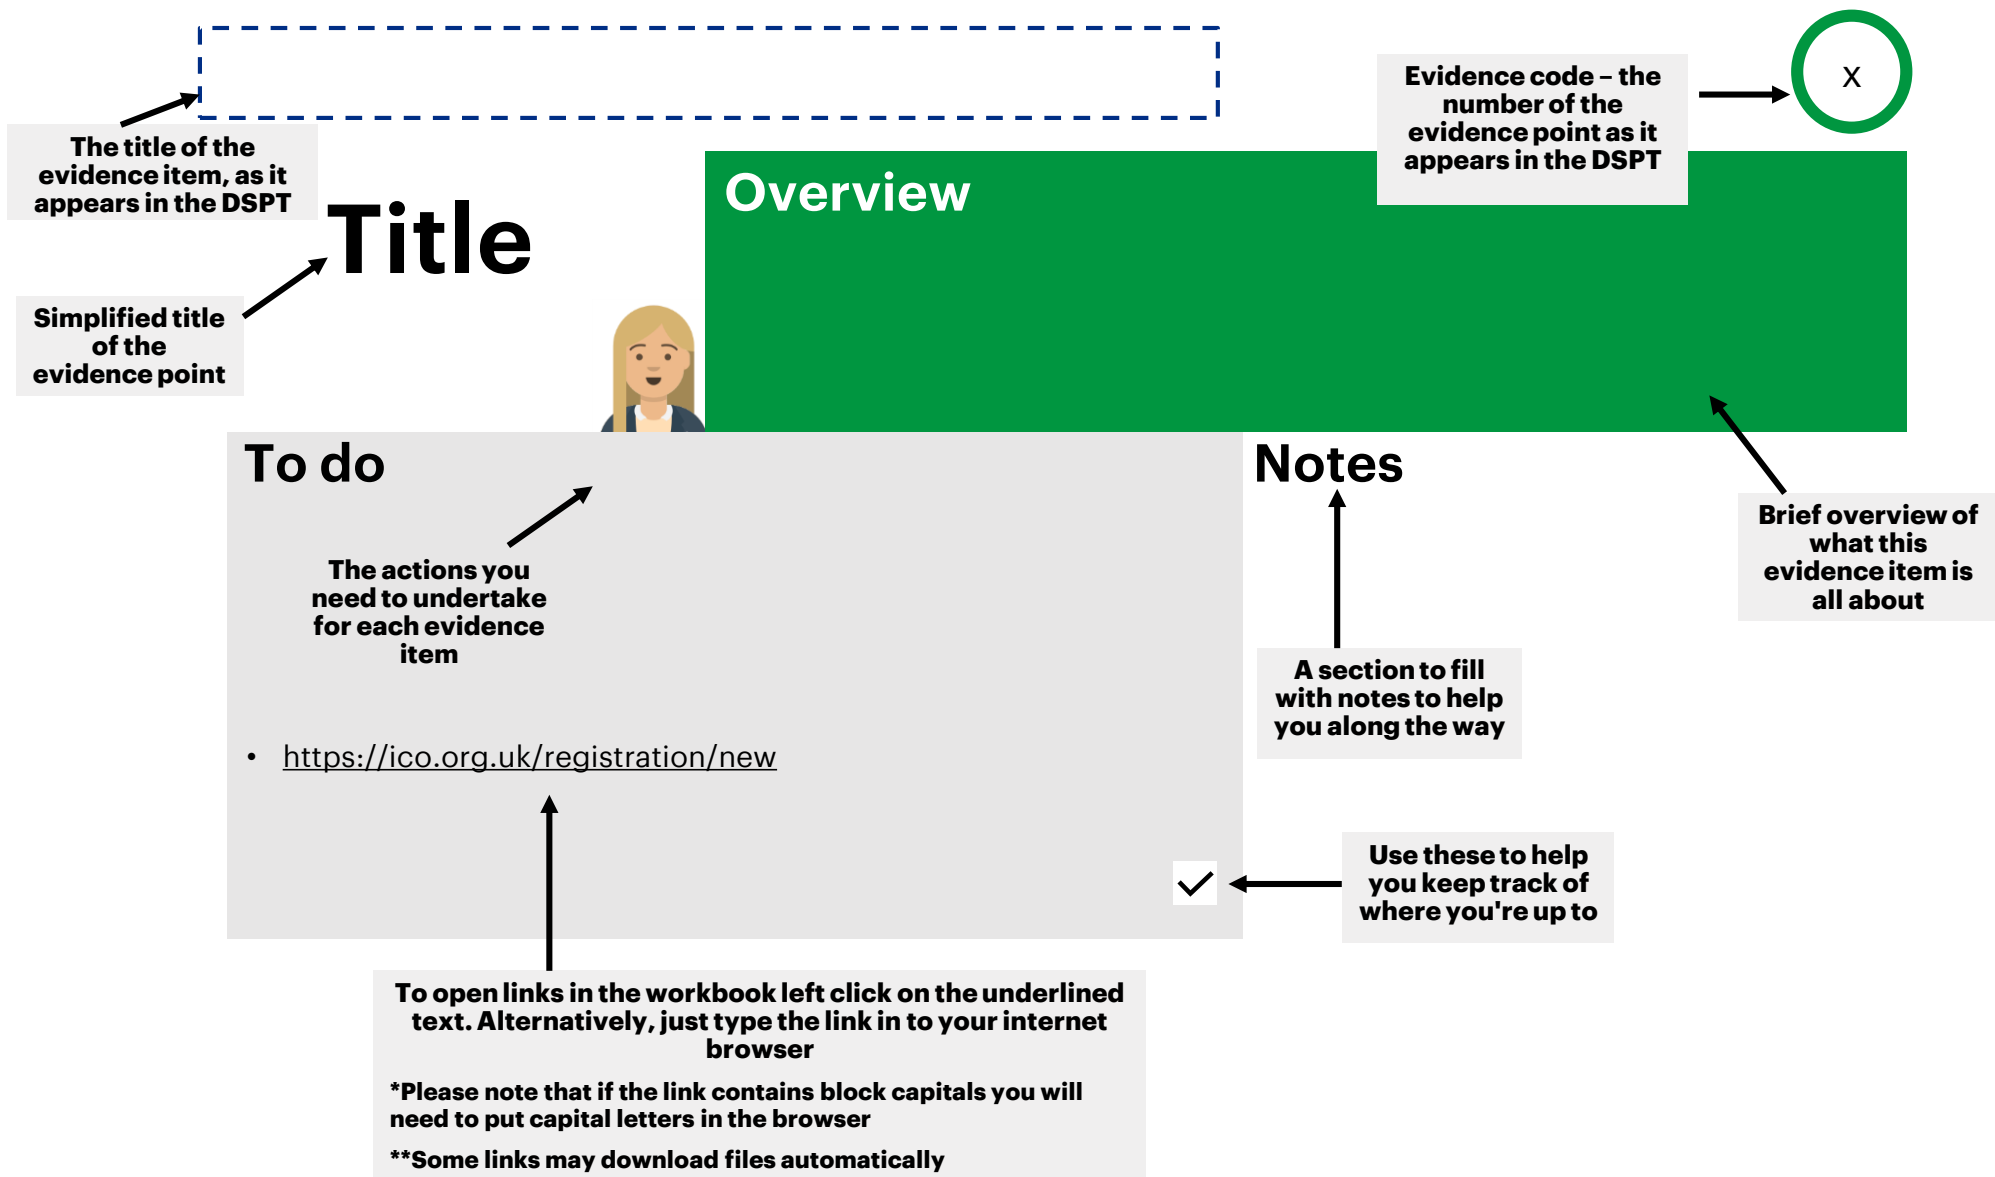 Evidence code – the
number of the
evidence point as it
appears in the DSPT
x
The title of the
evidence item, as it
appears in the DSPT
Title
Overview
Simplified title
of the
evidence point
To do
Notes
The actions you
need to undertake
for each evidence
item
Brief overview of
what this
evidence item is
all about
A section to fill
with notes to help
you along the way
• https://ico.org.uk/registration/new
Use these to help
you keep track of
where you're up to
To open links in the workbook left click on the underlined
text. Alternatively, just type the link in to your internet
browser
*Please note that if the link contains block capitals you will
need to put capital letters in the browser
**Some links may download files automatically